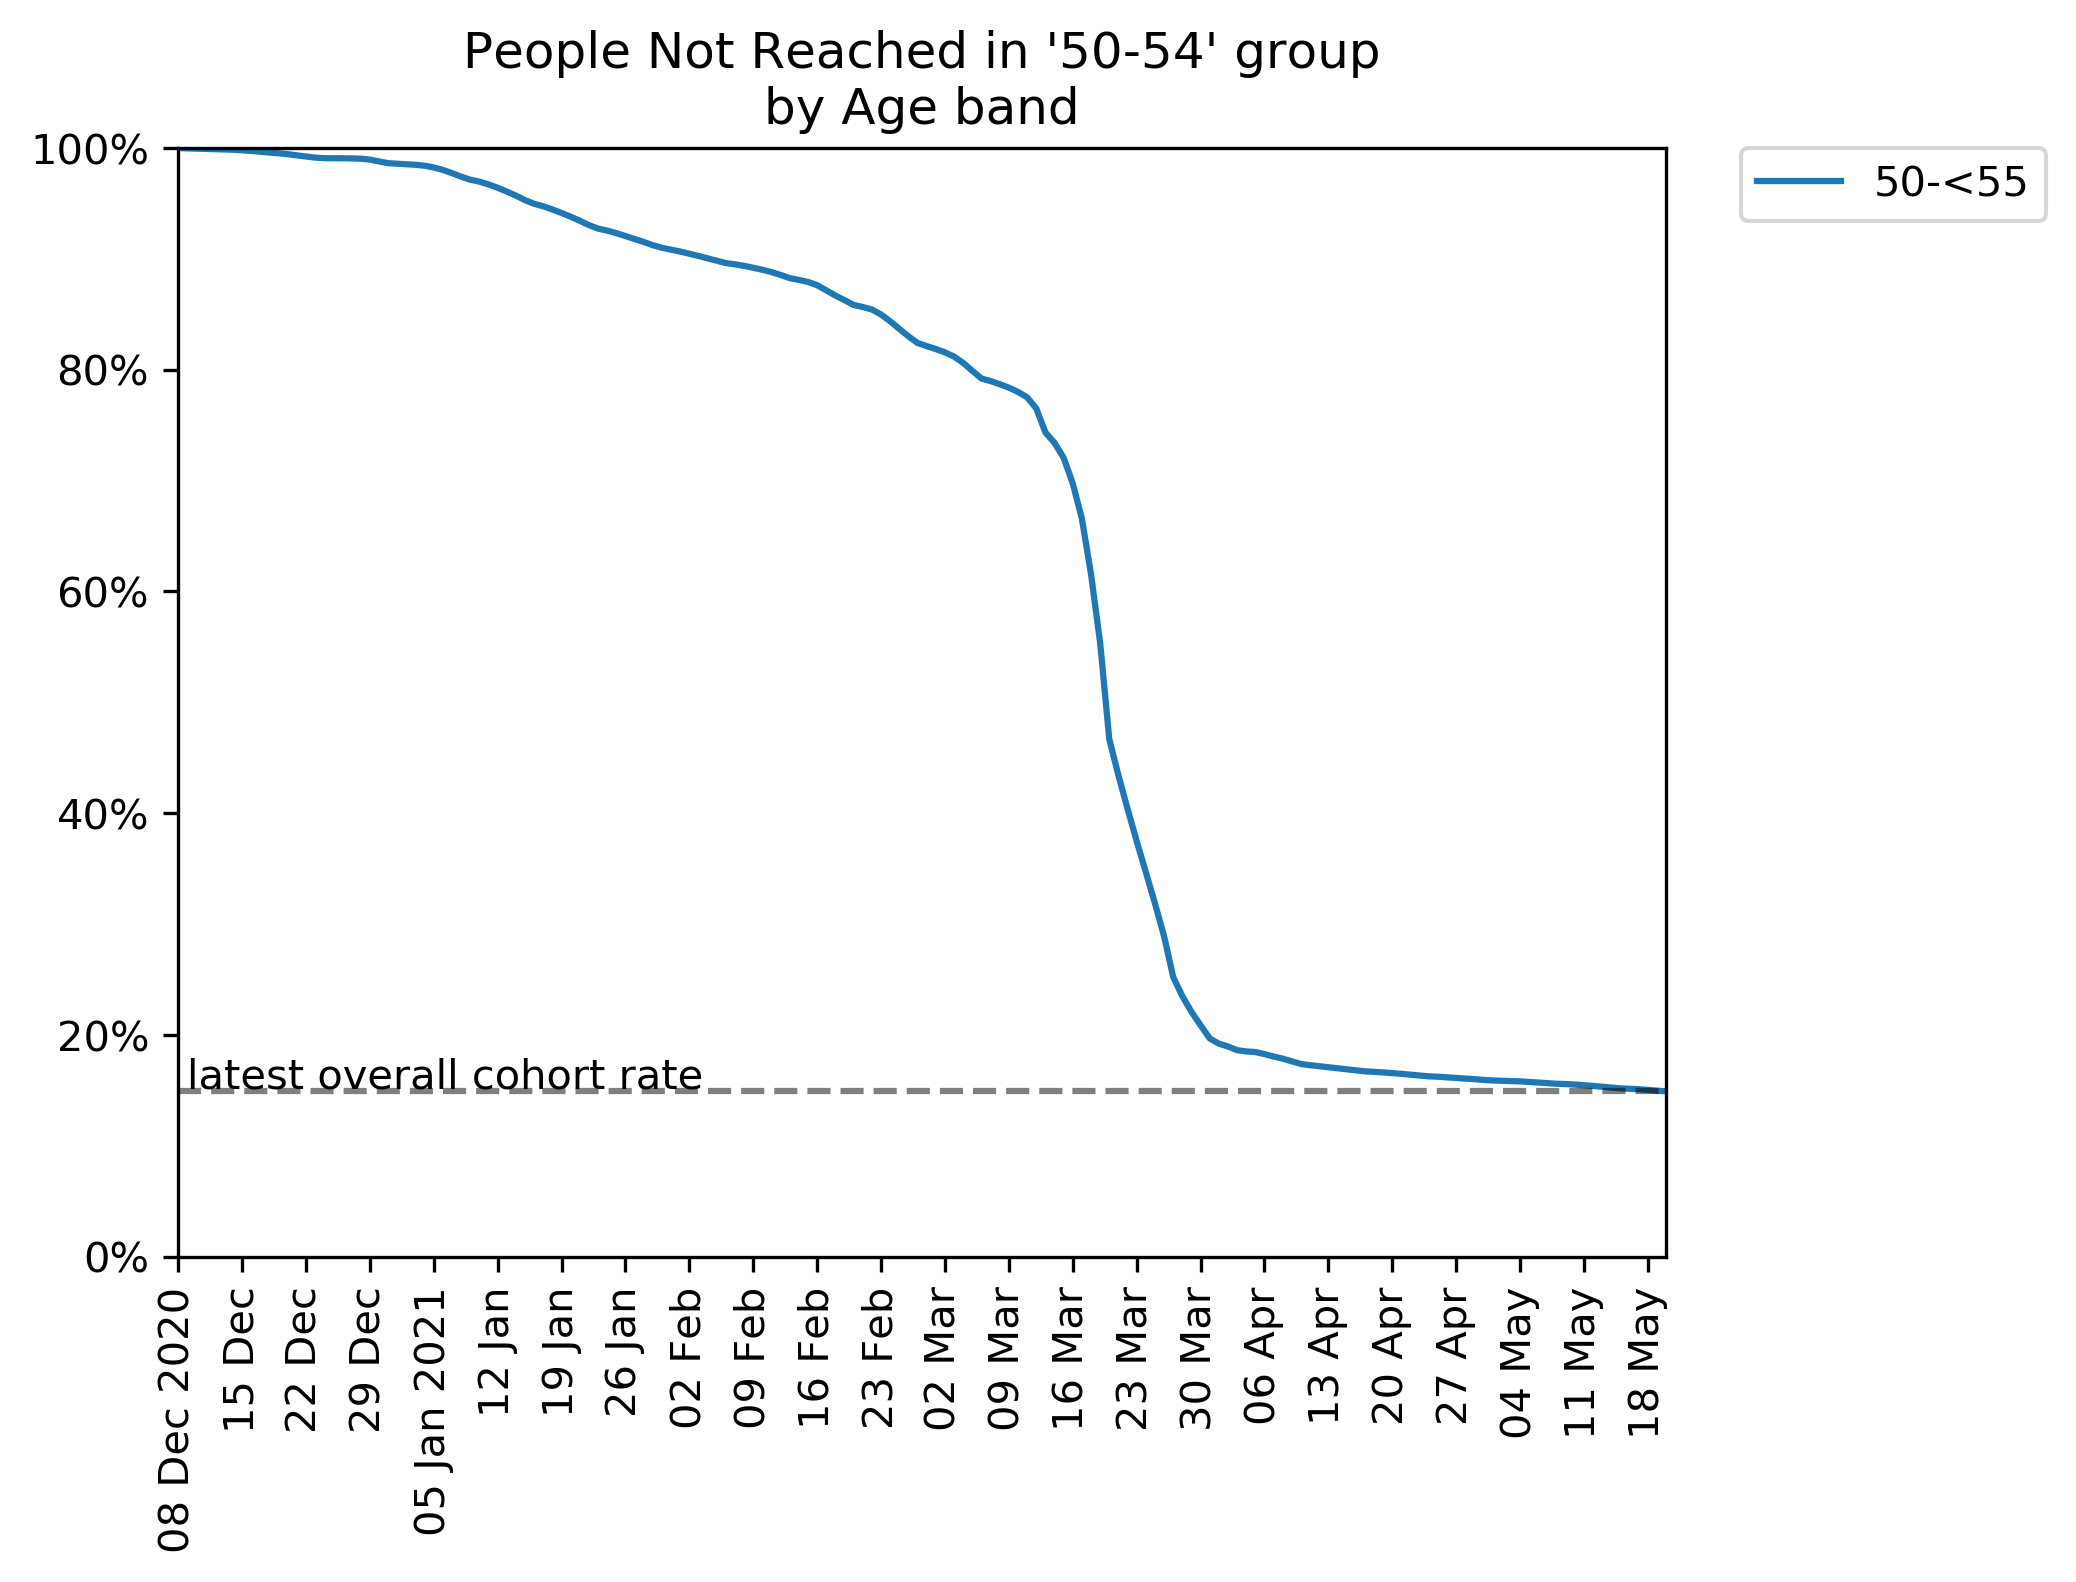 People Not Reached in '50-54' group
by Age band
100%
80%
60%
40%
20%
0%
50-<55
latest overall cohort rate
08 Dec 2020
15 Dec
22 Dec
29 Dec
05 Jan 2021
12 Jan
19 Jan
26 Jan
02 Feb
09 Feb
16 Feb
23 Feb
02 Mar
09 Mar
16 Mar
23 Mar
30 Mar
06 Apr
13 Apr
20 Apr
27 Apr
04 May
11 May
18 May